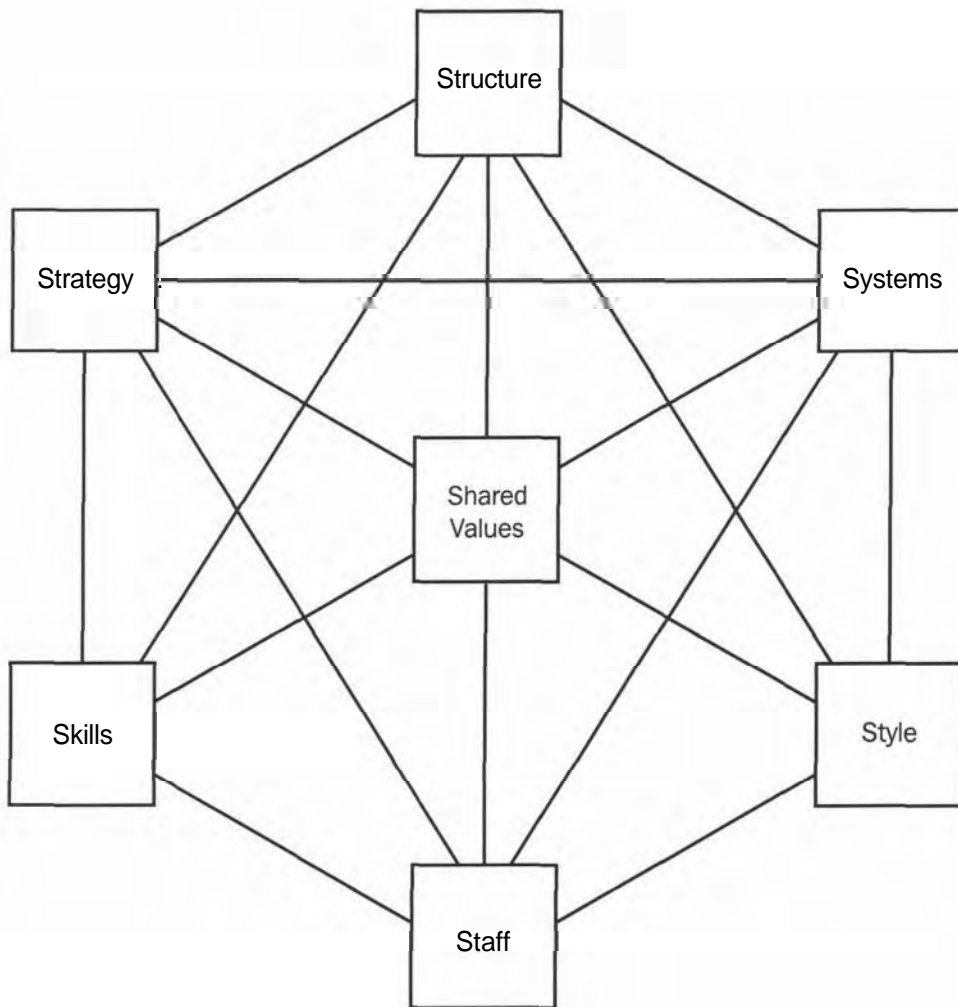 Structure
Strategy
Systems
Shared
Values
Skills
Style
Staff